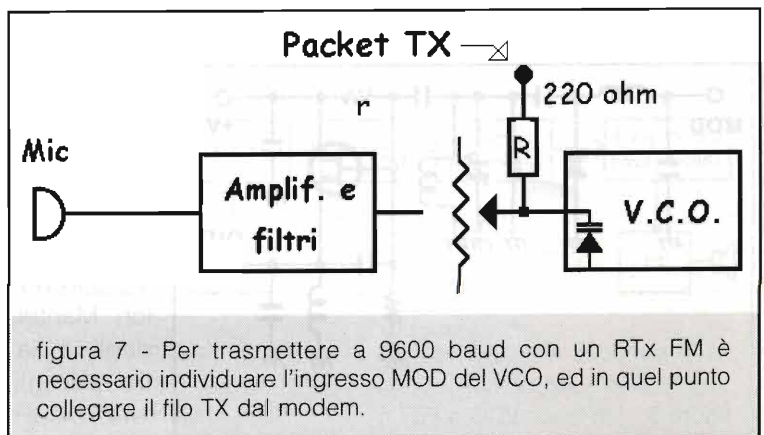 Packet TX
220 ohm
r
R
Mic
Amplif. e
filtri
V.C.O.
MOD
+V
figura 7 - Per trasmettere a 9600 baud con un RTx FM è
necessario individuare l'ingresso MOD del VCO, ed in quel punto
collegare il filo TX dal modem.